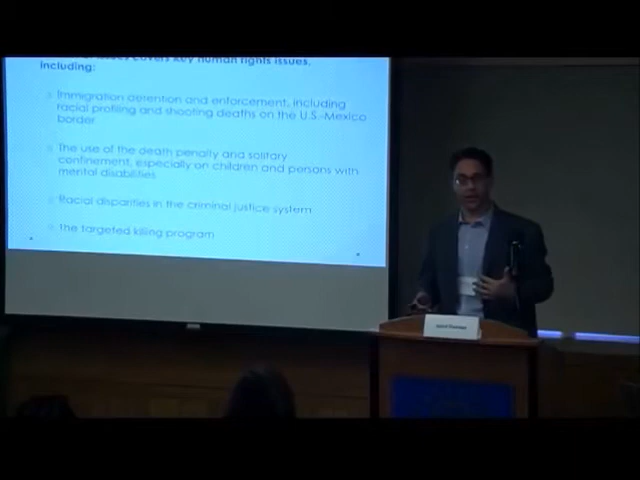 issues covers key human rights issues,
including:
Immigration detention and enforcement, including
racial profiling and shooting deaths on the U.S.-Mexico
border
The use of the death penalty and solitary
confinement, especially on children and persons with
mental disabilities
Racial disparities in the criminal justice system
The targeted killing program